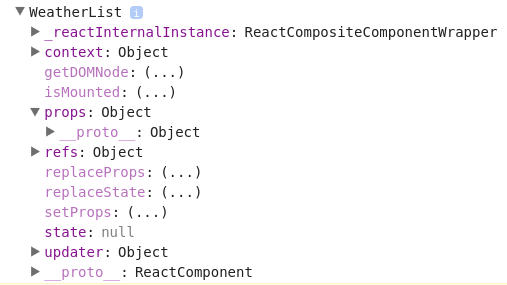 WeatherList i
_reactInternalInstance: ReactCompositeComponentWrapper
context: Object
getDOMNode: (...)
isMounted: (...)
props: Object
__proto__: Object
refs: Object
replaceProps: (...)
replaceState: (...)
setProps: (...)
state: null
updater: Object
__proto__: ReactComponent